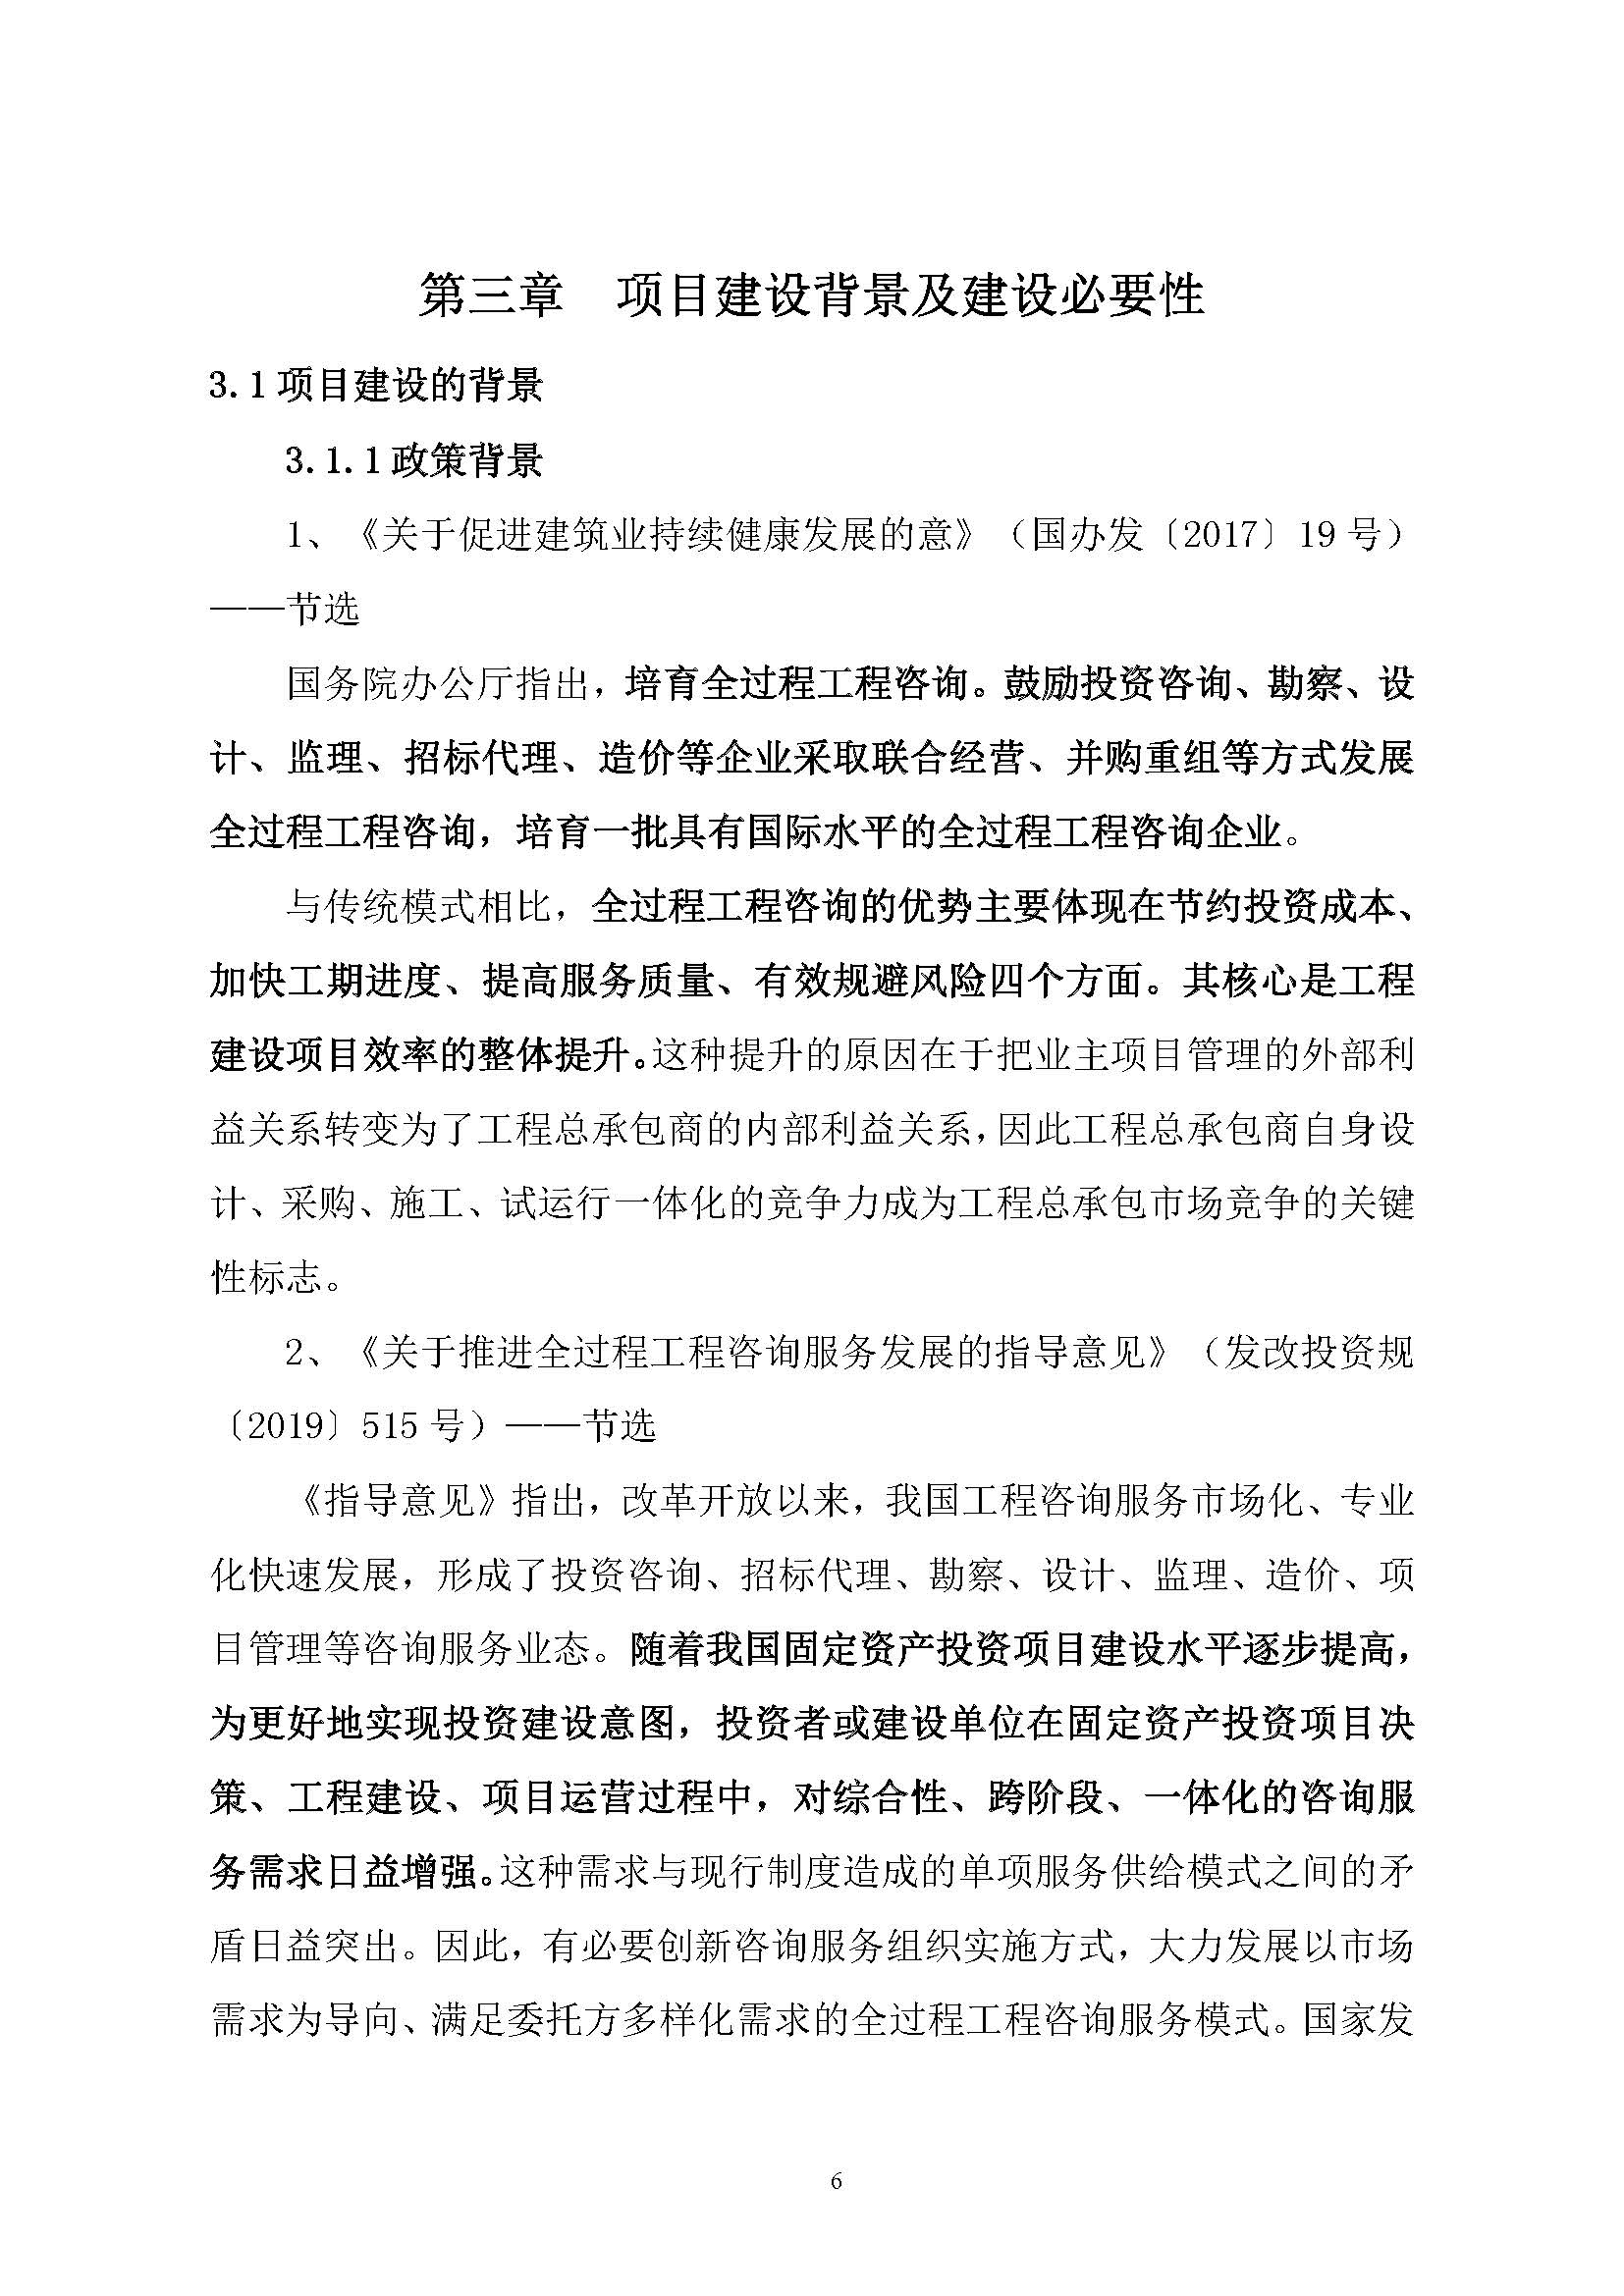 第三章　项目建设背景及建设必要性
3.1项目建设的背景
3.1.1政策背景
1、《关于促进建筑业持续健康发展的意》（国办发〔2017〕19号）
——节选
国务院办公厅指出，培育全过程工程咨询。鼓励投资咨询、勘察、设
计、监理、招标代理、造价等企业采取联合经营、并购重组等方式发展
全过程工程咨询，培育一批具有国际水平的全过程工程咨询企业。
与传统模式相比，全过程工程咨询的优势主要体现在节约投资成本、
加快工期进度、提高服务质量、有效规避风险四个方面。其核心是工程
建设项目效率的整体提升。这种提升的原因在于把业主项目管理的外部利
益关系转变为了工程总承包商的内部利益关系，因此工程总承包商自身设
计、采购、施工、试运行一体化的竞争力成为工程总承包市场竞争的关键
性标志。
2、《关于推进全过程工程咨询服务发展的指导意见》（发改投资规
〔2019〕515号）——节选
《指导意见》指出，改革开放以来，我国工程咨询服务市场化、专业
化快速发展，形成了投资咨询、招标代理、勘察、设计、监理、造价、项
目管理等咨询服务业态。随着我国固定资产投资项目建设水平逐步提高，
为更好地实现投资建设意图，投资者或建设单位在固定资产投资项目决
策、工程建设、项目运营过程中，对综合性、跨阶段、一体化的咨询服
务需求日益增强。这种需求与现行制度造成的单项服务供给模式之间的矛
盾日益突出。因此，有必要创新咨询服务组织实施方式，大力发展以市场
需求为导向、满足委托方多样化需求的全过程工程咨询服务模式。国家发
6